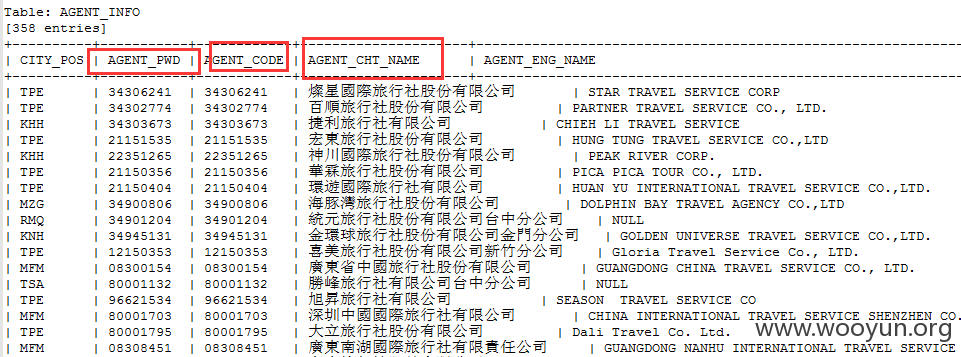 Table: AGENT_INFO
[358 entries]
| CITY_POS | AGENT_PWD | AGENT_CODE | AGENT_CHT_NAME | AGENT_ENG_NAME
| TPE | 34306241 | 34306241 | 燦星國際旅行社股份有限公司 | STAR TRAVEL SERVICE CORP
| TPE | 34302774 | 34302774 | 百順旅行社股份有限公司 | PARTNER TRAVEL SERVICE CO., LTD.
| KHH | 34303673 | 34303673 | 捷利旅行社有限公司 | CHIEH LI TRAVEL SERVICE
| TPE | 21151535 | 21151535 | 宏東旅行社股份有限公司 | HUNG TUNG TRAVEL SERVICE CO.,LTD
| KHH | 22351265 | 22351265 | 神川國際旅行社股份有限公司 | PEAK RIVER CORP.
| TPE | 21150356 | 21150356 | 華霖旅行社股份有限公司 | PICA PICA TOUR CO., LTD.
| TPE | 21150404 | 21150404 | 環遊國際旅行社有限公司 | HUAN YU INTERNATIONAL TRAVEL SERVICE CO.,LTD.
| MZG | 34900806 | 34900806 | 海豚灣旅行社股份有限公司 | DOLPHIN BAY TRAVEL AGENCY CO.,LTD
| RMQ | 34901204 | 34901204 | 統元旅行社股份有限公司台中分公司 | NULL
| KNH | 34945131 | 34945131 | 金環球旅行社股份有限公司金門分公司 | GOLDEN UNIVERSE TRAVEL SERVICE CO.,LTD.
| TPE | 12150353 | 12150353 | 喜美旅行社股份有限公司新竹分公司 | Gloria Travel Service Co.,Ltd
| MFM | 08300154 | 08300154 | 廣東省中國旅行社股份有限公司 | GUANGDONG CHINA TRAVEL SERVICE CO., LTD.
| TSA | 80001132 | 80001132 | 勝峰旅行社有限公司台中分公司 | NULL
| TPE | 96621534 | 96621534 | 旭昇旅行社有限公司 | SEASON TRAVEL SERVICE CO
| MFM | 80001703 | 80001703 | 深圳中國國際旅行社有限公司 | CHINA INTERNATIONAL TRAVEL SERVICE SHENZHEN CO.
| TPE | 80001795 | 80001795 | 大立旅行社有限公司 | Dali Travel Co. Ltd.
| MFM | 08308451 | 08308451 | 廣東南湖國際旅行社有限責任公司 | GUANGDONG NANHU INTERNATIONAL TRAVEL SERVICE
www.wooyun.org